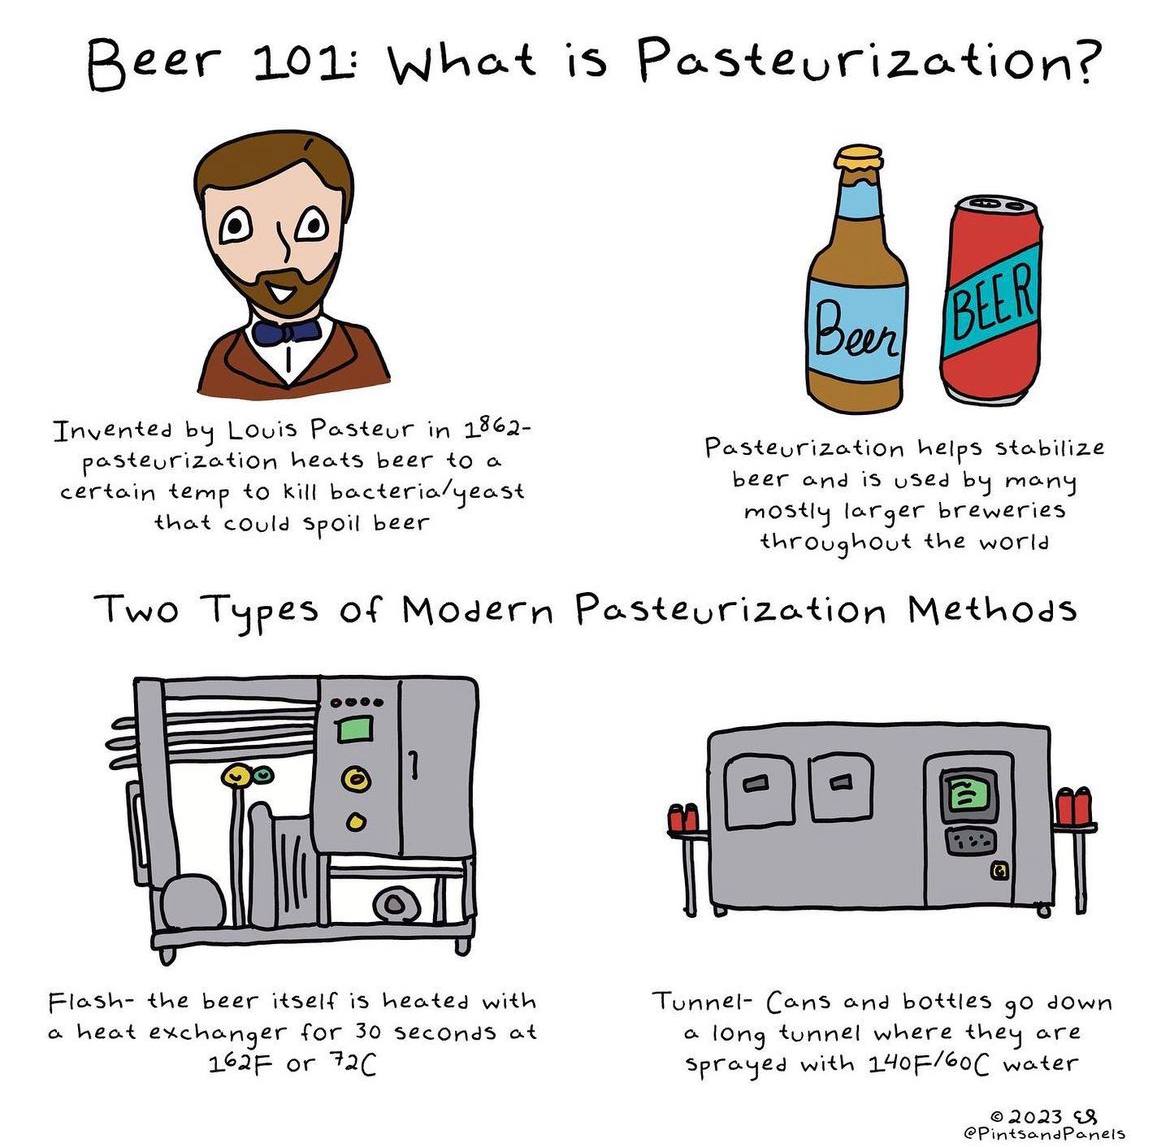 Beer 101: What is Pasteurization?
Beer
BEER
Invented by Louis Pasteur in 1862-
pasteurization heats beer to a
certain temp to kill bacteria/yeast
that could spoil beer
Pasteurization helps stabilize
beer and is used by many
mostly larger breweries
throughout the world
Two Types of Modern Pasteurization Methods
Flash- the beer itself is heated with
a heat exchanger for 30 seconds at
162F or 72C
Tunnel- Cans and bottles go down
a long tunnel where they are
sprayed with 140F/60C water
© 2023 ES
@PintsandPanels